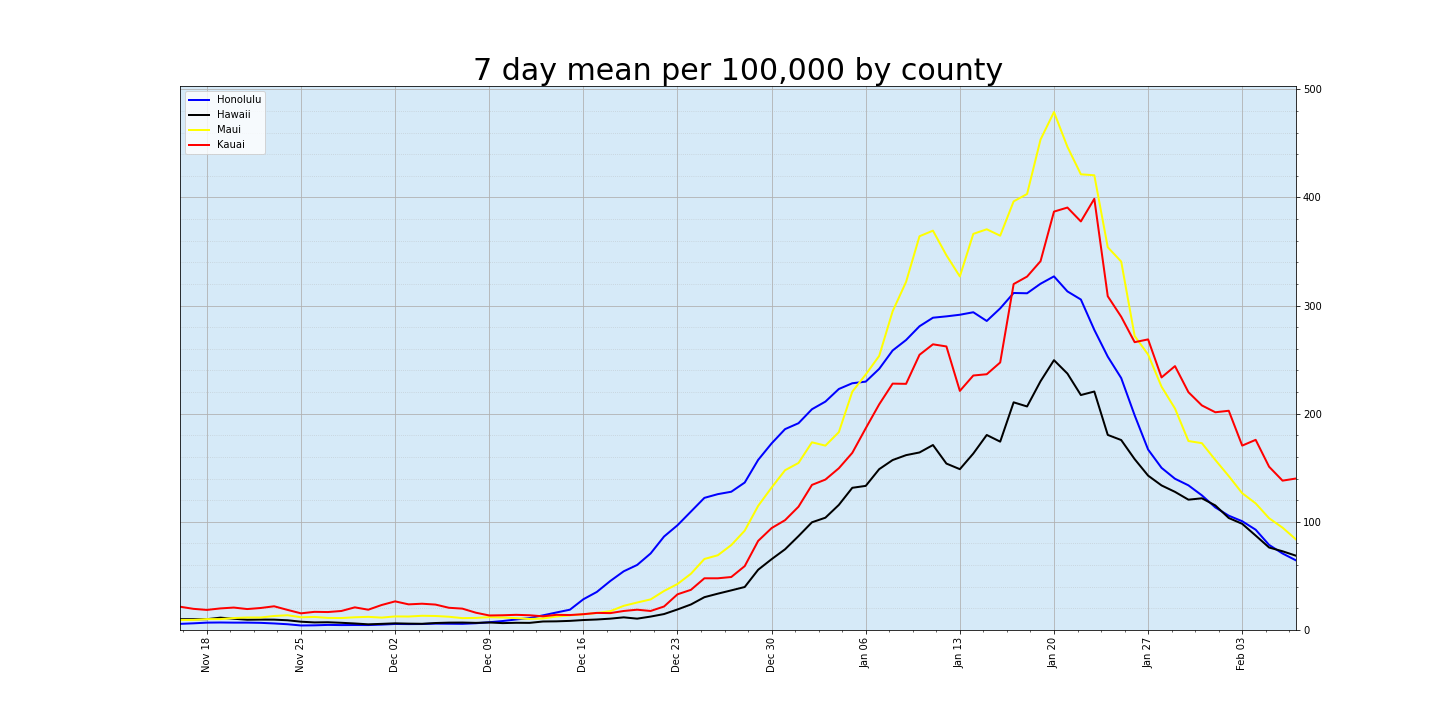 7 day mean per 100,000 by county
Honolulu
Hawaii
Maui
Kauai
500
400
300
200
100
0
Nov 18
Nov 25
Dec 02
Dec 09
Dec 16
Dec 23
Dec 30
Jan 06
Jan 13
Jan 20
Jan 27
Feb 03